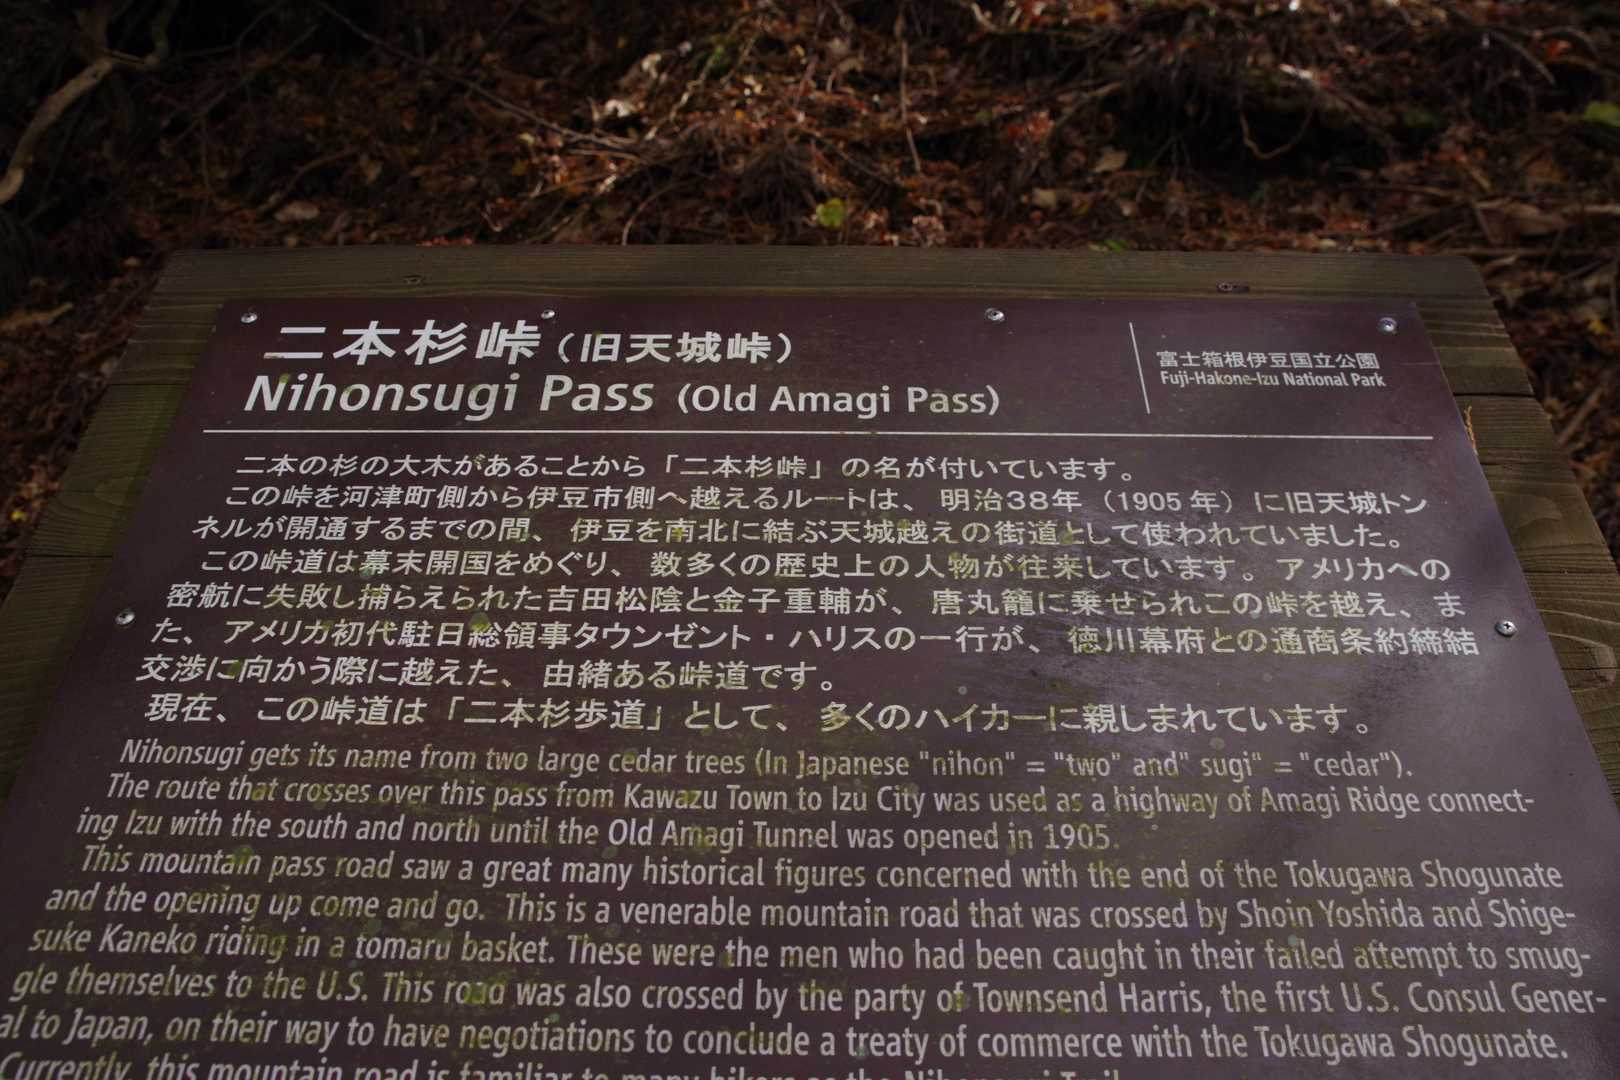 二本杉峠（旧天城峠）
Nihonsugi Pass (Old Amagi Pass)
富士箱根伊豆国立公園
Fuji-Hakone-Izu National Park
二本の杉の大木があることから「二本杉峠」の名が付いています。
この峠を河津町側から伊豆市側へ越えるルートは、明治38年（1905年）に旧天城トン
ネルが開通するまでの間、伊豆を南北に結ぶ天城越えの街道として使われていました。
この峠道は幕末開国をめぐり、数多くの歴史上の人物が往来しています。アメリカへの
密航に失敗し捕らえられた吉田松陰と金子重輔が、唐丸籠に乗せられこの峠を越え、ま
た、アメリカ初代駐日総領事タウンゼント・ハリスの一行が、徳川幕府との通商条約締結
交渉に向かう際に越えた、由緒ある峠道です。
現在、この峠道は「二本杉歩道」として、多くのハイカーに親しまれています。
Nihonsugi gets its name from two large cedar trees (In Japanese "nihon" = "two" and" sugi" = "cedar").
The route that crosses over this pass from Kawazu Town to Izu City was used as a highway of Amagi Ridge connect-
ing Izu with the south and north until the Old Amagi Tunnel was opened in 1905.
This mountain pass road saw a great many historical figures concerned with the end of the Tokugawa Shogunate
and the opening up come and go. This is a venerable mountain road that was crossed by Shoin Yoshida and Shige-
suke Kaneko riding in a tomaru basket. These were the men who had been caught in their failed attempt to smug-
gle themselves to the U.S. This road was also crossed by the party of Townsend Harris, the first U.S. Consul Gener-
al to Japan, on their way to have negotiations to conclude a treaty of commerce with the Tokugawa Shogunate.
Currently, this mountain road is familiar to many hikers as the Nihonsugi Trail.